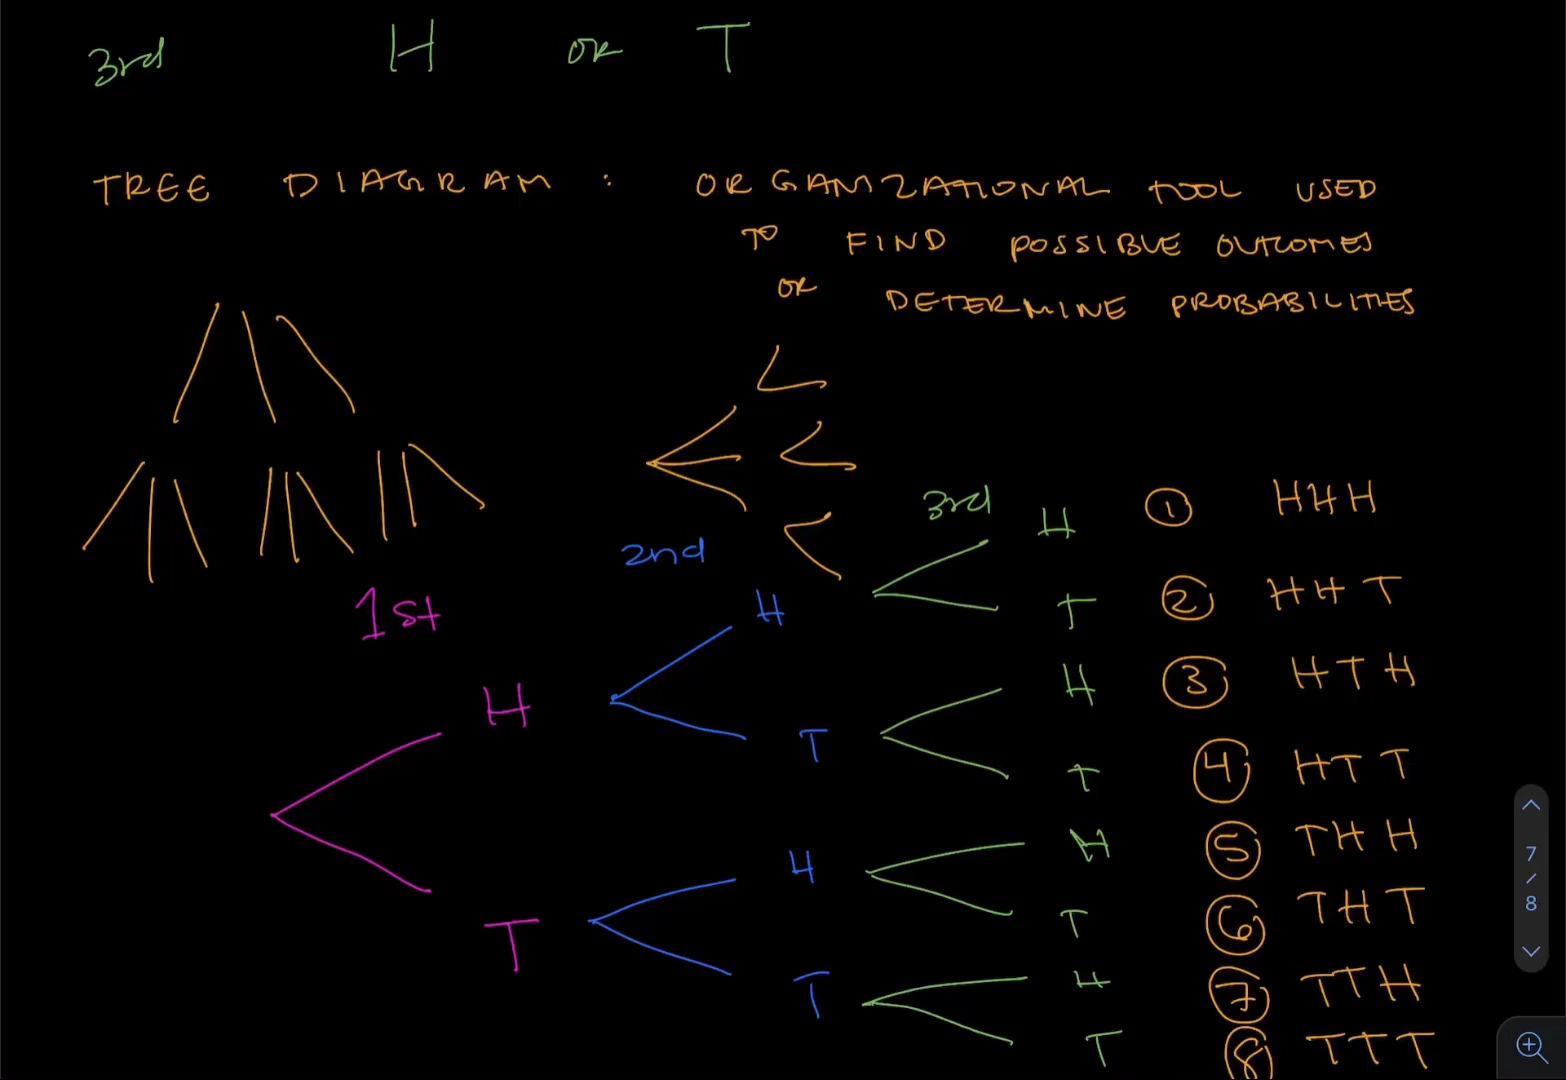 3rd H or T
TREE DIAGRAM : ORGANIZATIONAL TOOL USED
TO FIND POSSIBLE OUTCOMES
OR DETERMINE PROBABILITIES
1st
2nd
3rd
H
T
H
T
H
T
H
T
H
T
H
T
H
T
① HHH
② HHT
③ HTH
④ HTT
⑤ THH
⑥ THT
⑦ TTH
⑧ TTT
7
/
8